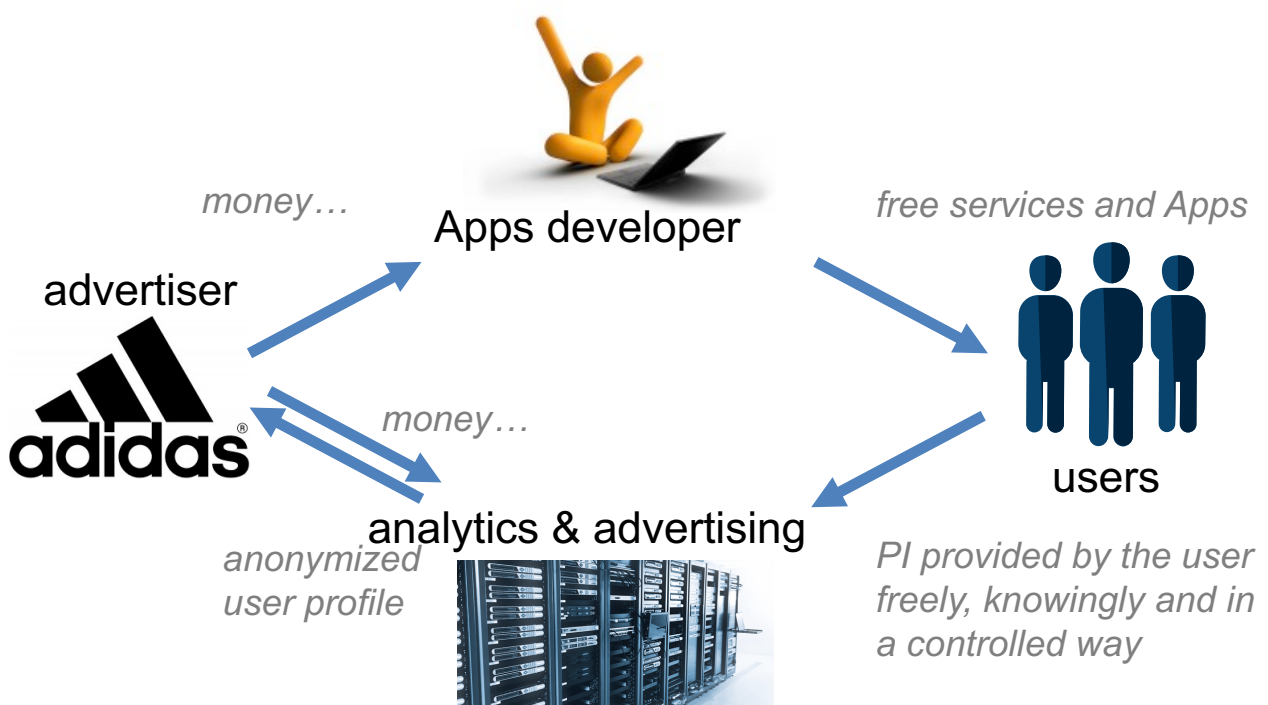 money…
Apps developer
free services and Apps
advertiser
adidas®
money…
users
analytics & advertising
anonymized
user profile
PI provided by the user
freely, knowingly and in
a controlled way